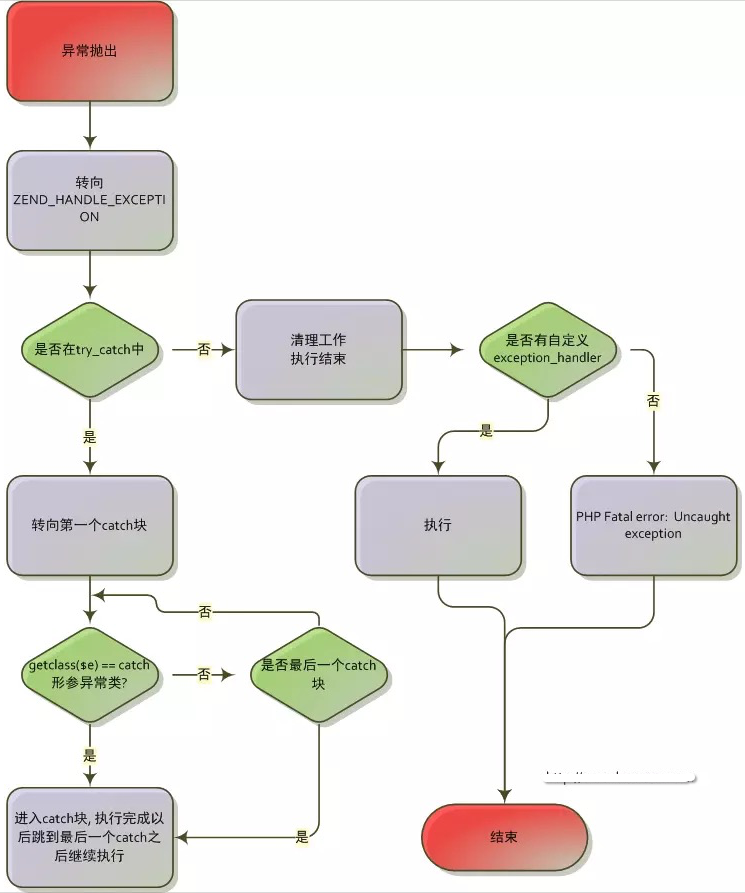 异常抛出
转向
ZEND_HANDLE_EXCEPTI
ON
是否在try_catch中
否
清理工作
执行结束
是否有自定义
exception_handler
否
是
是
转向第一个catch块
执行
PHP Fatal error: Uncaught
exception
否
getclass($e) == catch
形参异常类?
否
是否最后一个catch
块
是
进入catch块, 执行完成以
后跳到最后一个catch之
后继续执行
是
结束